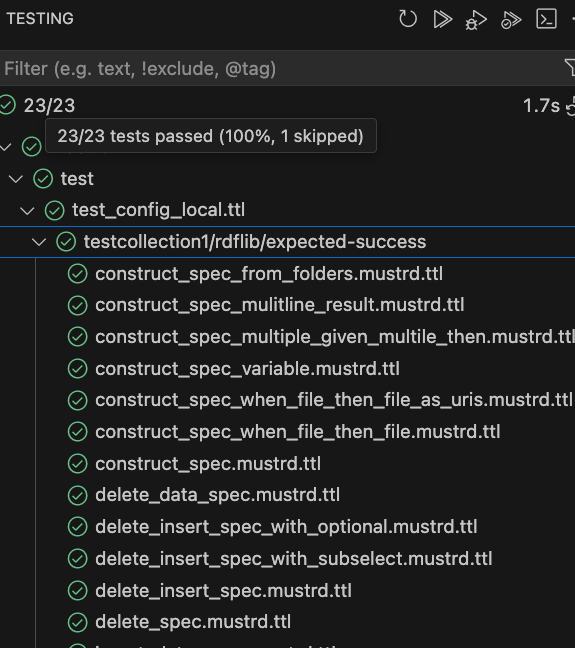 TESTING
Filter (e.g. text, !exclude, @tag)
23/23 1.7s
23/23 tests passed (100%, 1 skipped)
test
test_config_local.ttl
testcollection1/rdflib/expected-success
construct_spec_from_folders.mustrd.ttl
construct_spec_mulitline_result.mustrd.ttl
construct_spec_multiple_given_multile_then.mustrd.ttl
construct_spec_variable.mustrd.ttl
construct_spec_when_file_then_file_as_uris.mustrd.ttl
construct_spec_when_file_then_file.mustrd.ttl
construct_spec.mustrd.ttl
delete_data_spec.mustrd.ttl
delete_insert_spec_with_optional.mustrd.ttl
delete_insert_spec_with_subselect.mustrd.ttl
delete_insert_spec.mustrd.ttl
delete_spec.mustrd.ttl